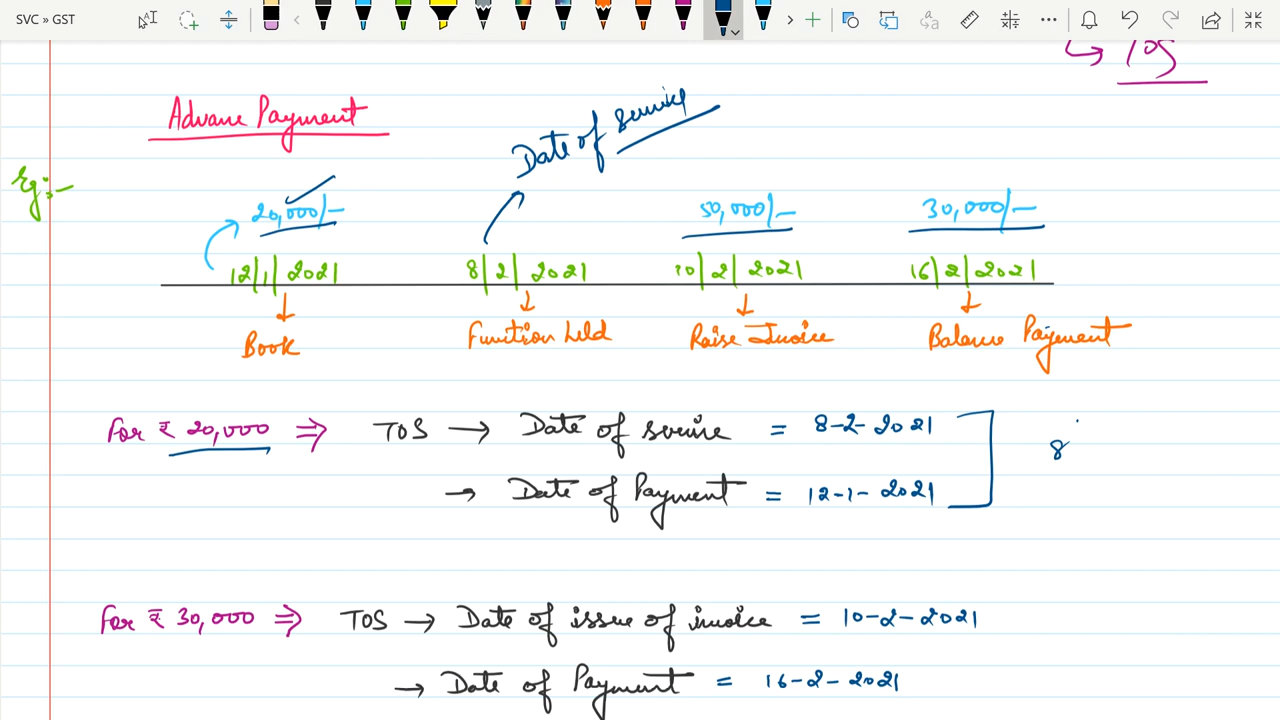 SVC » GST
↳ TOS
Advance Payment
Date of service
Eg:-
20,000/- 50,000/- 30,000/-
12/1/2021 8/2/2021 10/2/2021 16/2/2021
Book Function held Raise Invoice Balance Payment
For ₹ 20,000 ⇒ TOS → Date of service = 8-2-2021
→ Date of Payment = 12-1-2021
8
For ₹ 30,000 ⇒ TOS → Date of issue of invoice = 10-2-2021
→ Date of Payment = 16-2-2021